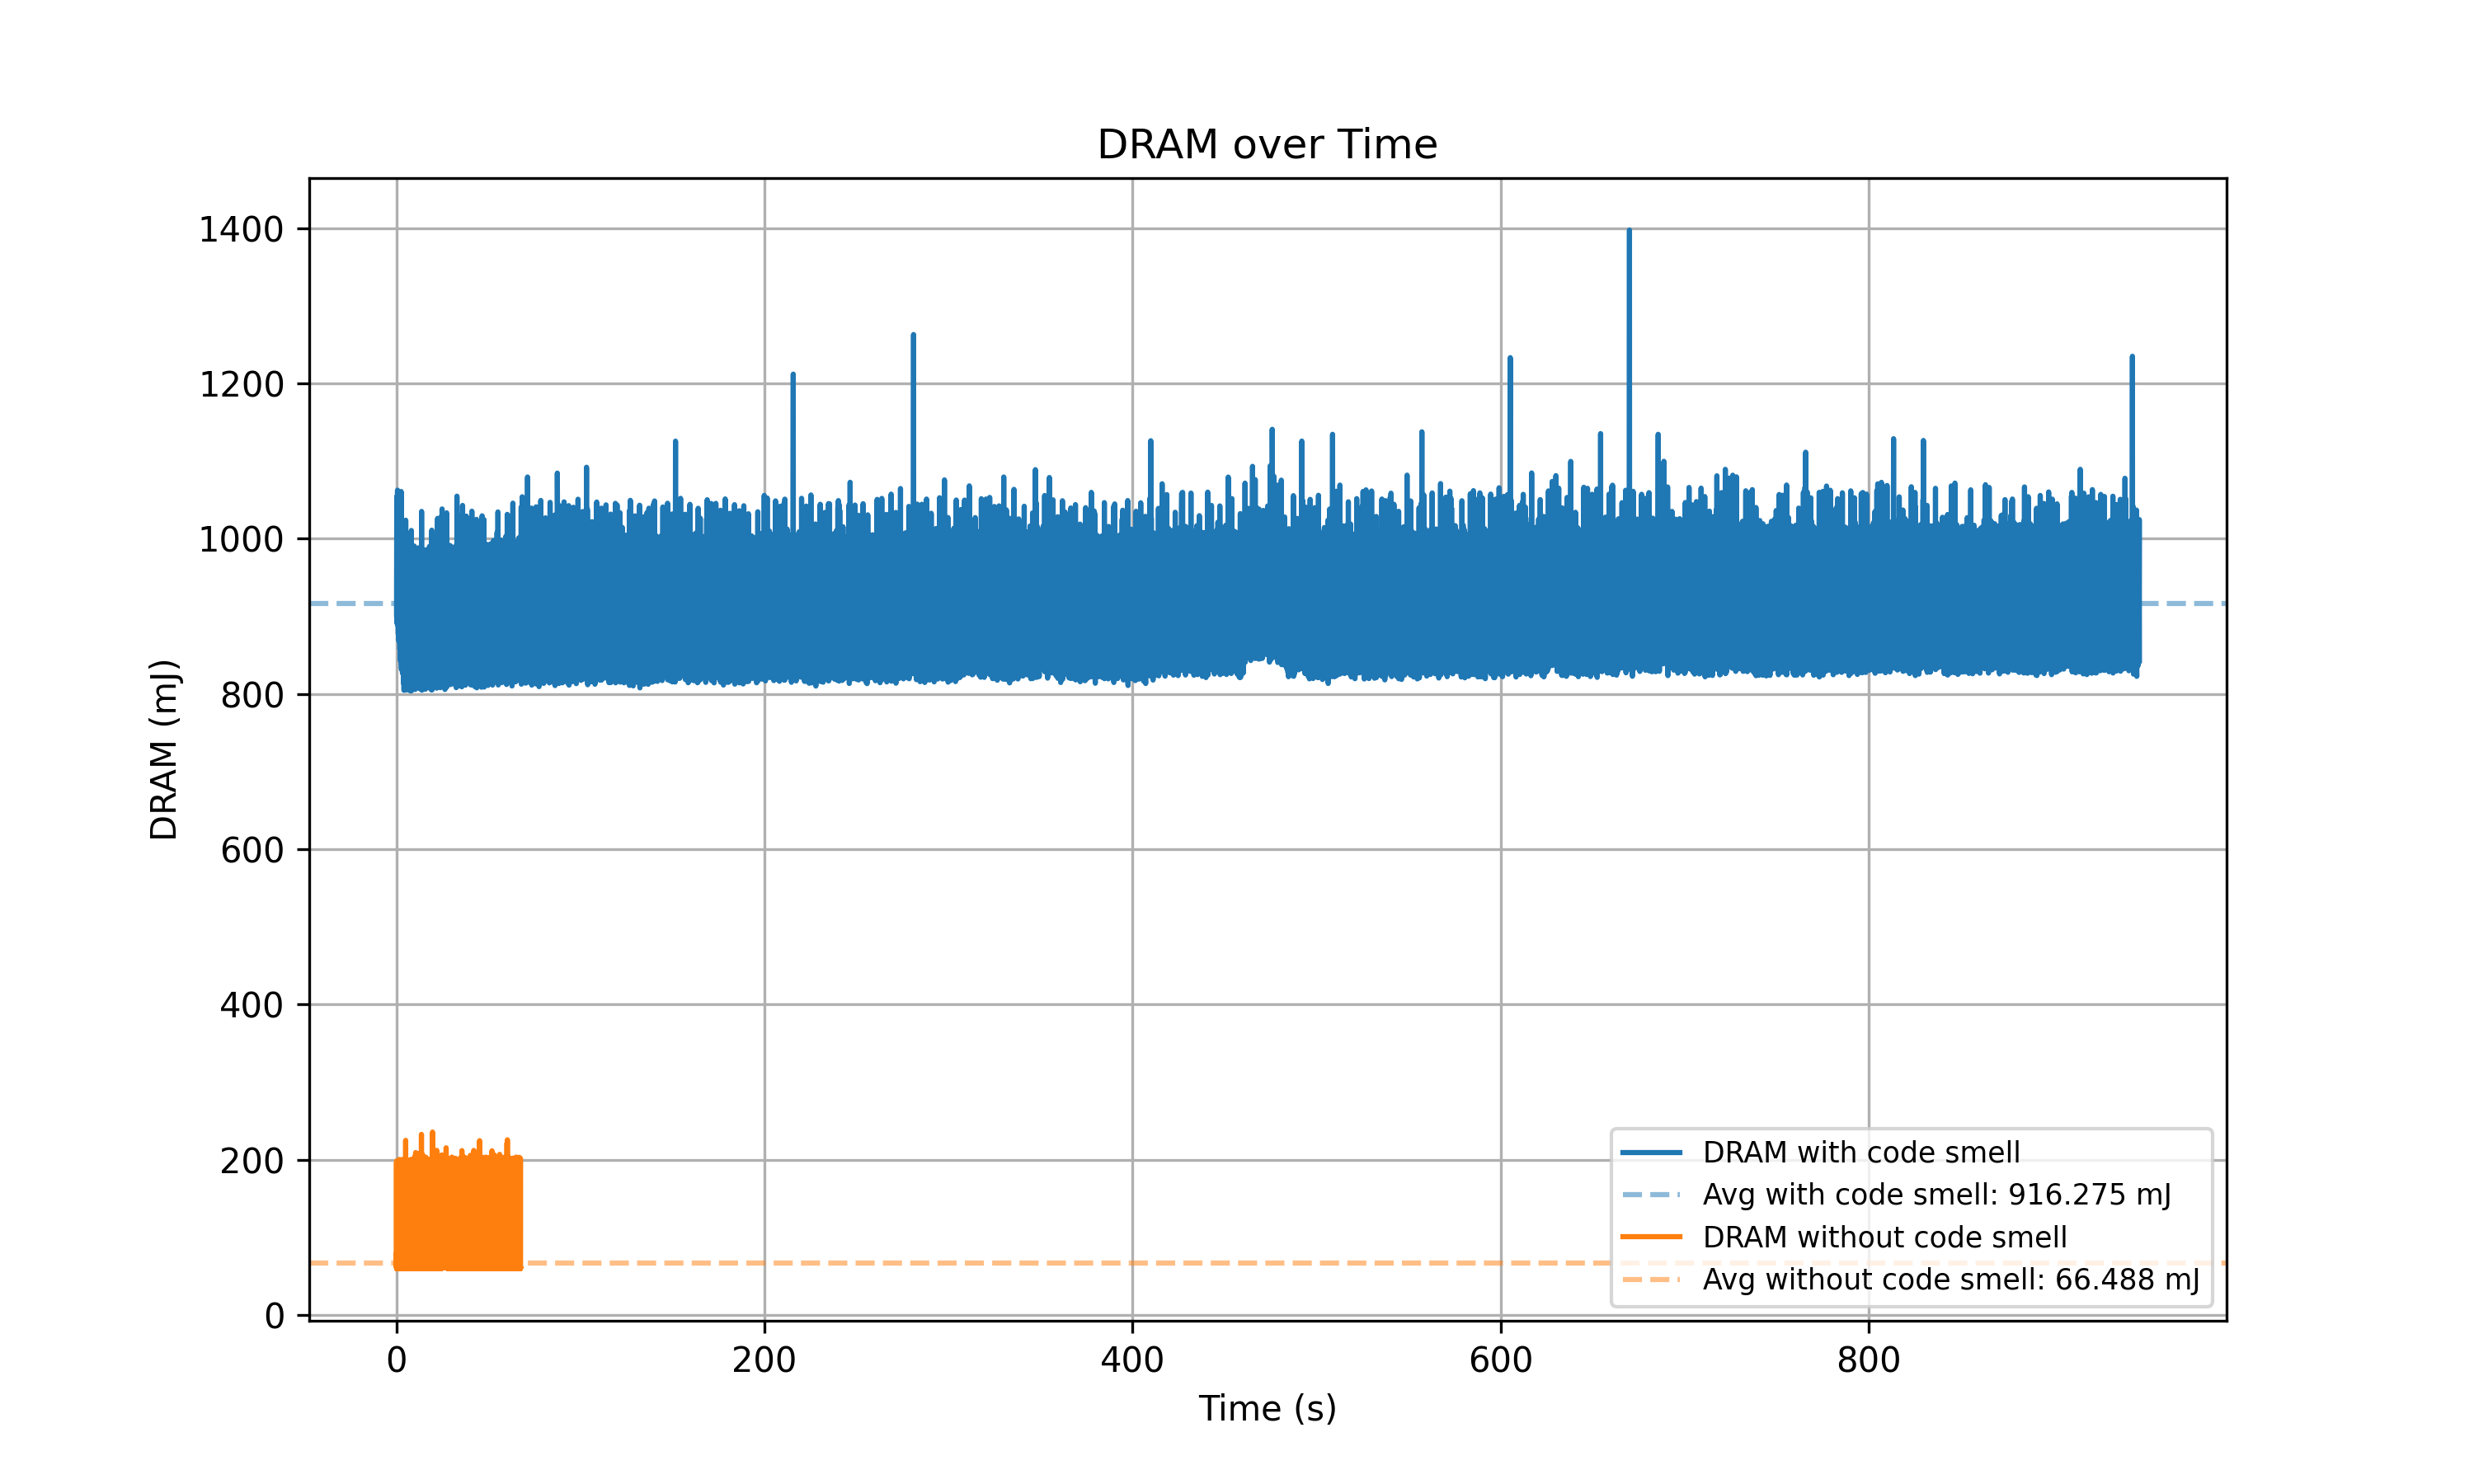 DRAM over Time
DRAM (mJ)
1400
1200
1000
800
600
400
200
0
0 200 400 600 800
Time (s)
DRAM with code smell
Avg with code smell: 916.275 mJ
DRAM without code smell
Avg without code smell: 66.488 mJ